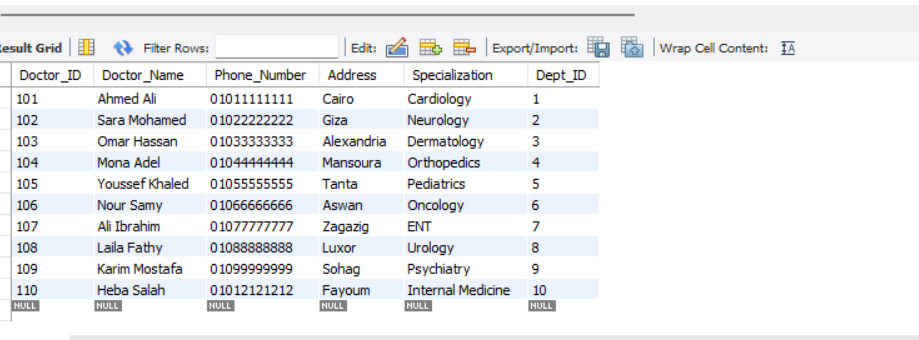 Result Grid Filter Rows: Edit: Export/Import: Wrap Cell Content: IA
Doctor_ID Doctor_Name Phone_Number Address Specialization Dept_ID
101 Ahmed Ali 01011111111 Cairo Cardiology 1
102 Sara Mohamed 01022222222 Giza Neurology 2
103 Omar Hassan 01033333333 Alexandria Dermatology 3
104 Mona Adel 01044444444 Mansoura Orthopedics 4
105 Youssef Khaled 01055555555 Tanta Pediatrics 5
106 Nour Samy 01066666666 Aswan Oncology 6
107 Ali Ibrahim 01077777777 Zagazig ENT 7
108 Laila Fathy 01088888888 Luxor Urology 8
109 Karim Mostafa 01099999999 Sohag Psychiatry 9
110 Heba Salah 01012121212 Fayoum Internal Medicine 10
NULL NULL NULL NULL NULL NULL